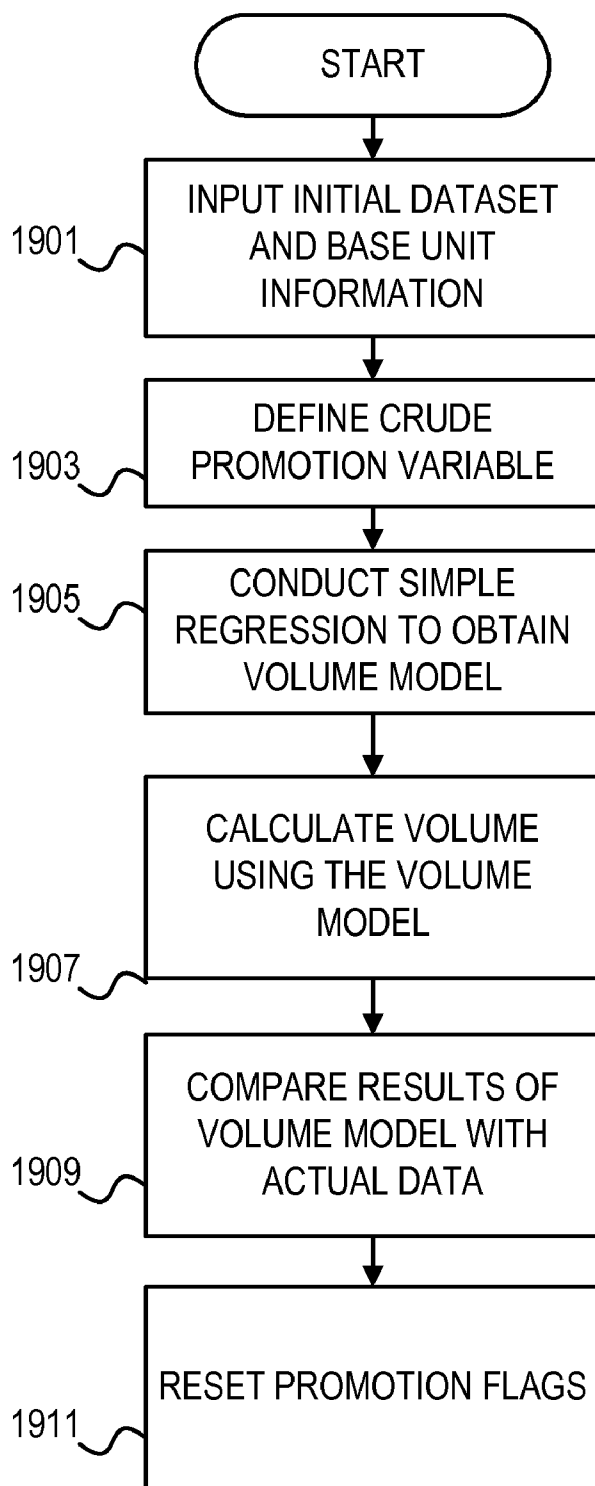 START
1901
INPUT INITIAL DATASET
AND BASE UNIT
INFORMATION
1903
DEFINE CRUDE
PROMOTION VARIABLE
1905
CONDUCT SIMPLE
REGRESSION TO OBTAIN
VOLUME MODEL
1907
CALCULATE VOLUME
USING THE VOLUME
MODEL
1909
COMPARE RESULTS OF
VOLUME MODEL WITH
ACTUAL DATA
1911
RESET PROMOTION FLAGS